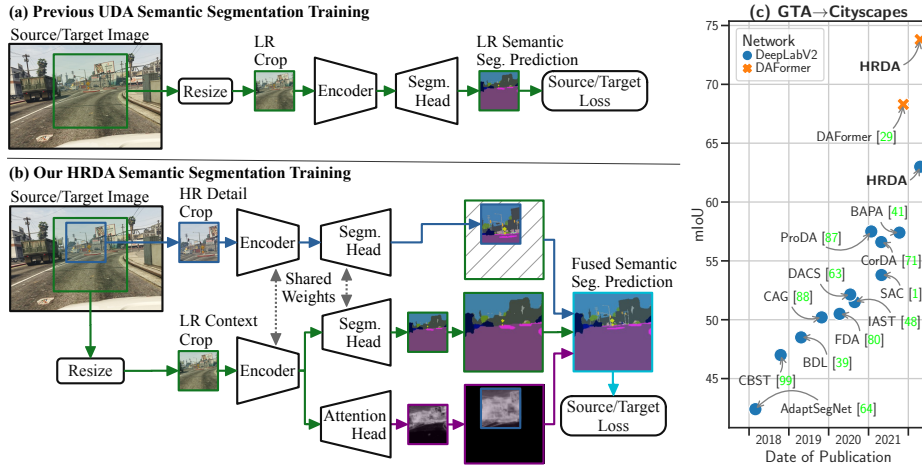 (a) Previous UDA Semantic Segmentation Training
Source/Target Image
Resize
LR
Crop
Encoder
Segm.
Head
LR Semantic
Seg. Prediction
Source/Target
Loss
(b) Our HRDA Semantic Segmentation Training
Source/Target Image
HR Detail
Crop
Encoder
Segm.
Head
Shared
Weights
Resize
LR Context
Crop
Encoder
Segm.
Head
Attention
Head
Fused Semantic
Seg. Prediction
Source/Target
Loss
(c) GTA→Cityscapes
Network
DeepLabV2
DAFormer
HRDA
DAFormer [29]
HRDA
BAPA [41]
ProDA [87]
CorDA [71]
DACS [63]
SAC [1]
CAG [88]
IAST [48]
FDA [80]
BDL [39]
CBST [99]
AdaptSegNet [64]
mIoU
75
70
65
60
55
50
45
2018
2019
2020
2021
Date of Publication